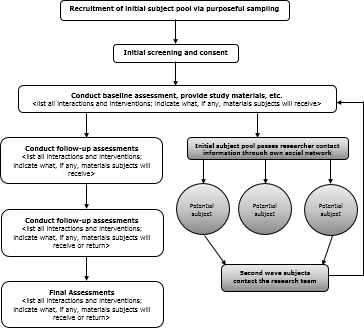 Recruitment of initial subject pool via purposeful sampling
Initial screening and consent
Conduct baseline assessment, provide study materials, etc.
<list all interactions and interventions; indicate what, if any, materials subjects will receive>
Conduct follow-up assessments
<list all interactions and interventions;
indicate what, if any, materials subjects will
receive>
Initial subject pool passes researcher contact
information through own social network
Potential
subject
Potential
subject
Potential
subject
Conduct follow-up assessments
<list all interactions and interventions;
indicate what, if any, materials subjects will
receive or return>
Second wave subjects
contact the research team
Final Assessments
<list all interactions and interventions;
indicate what, if any, materials subjects will
receive or return>